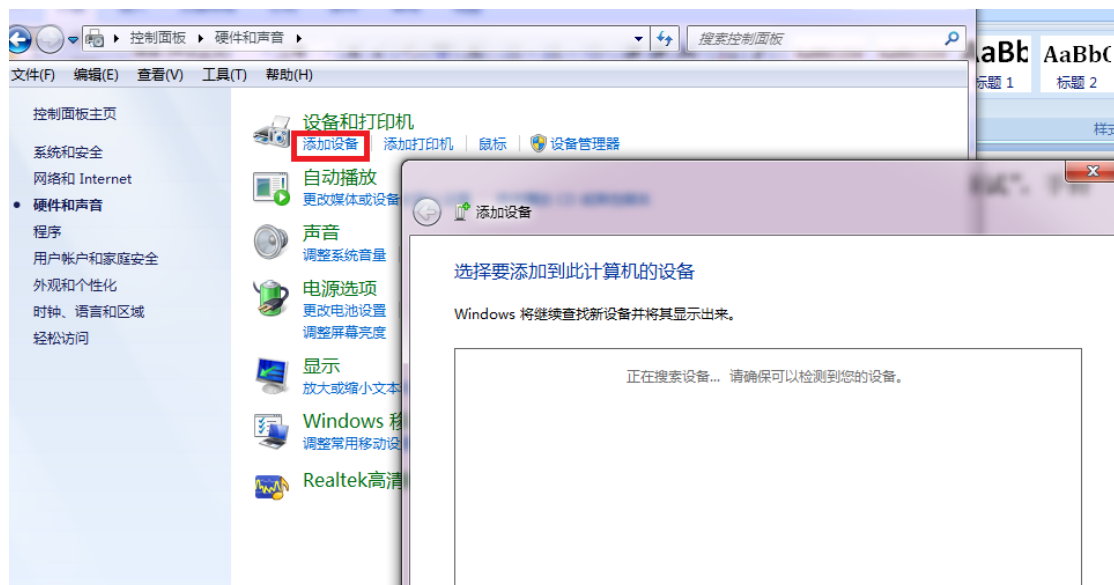 控制面板 ▸ 硬件和声音 ▸
搜索控制面板
文件(F) 编辑(E) 查看(V) 工具(T) 帮助(H)
控制面板主页
系统和安全
网络和 Internet
硬件和声音
程序
用户帐户和家庭安全
外观和个性化
时钟、语言和区域
轻松访问
设备和打印机
添加设备 添加打印机 鼠标 设备管理器
自动播放
更改媒体或设备
声音
调整系统音量
电源选项
更改电池设置
调整屏幕亮度
显示
放大或缩小文本
Windows 移
调整常用移动设
Realtek高清
添加设备
选择要添加到此计算机的设备
Windows 将继续查找新设备并将其显示出来。
正在搜索设备... 请确保可以检测到您的设备。
AaBb AaBbC
标题 1 标题 2
样式